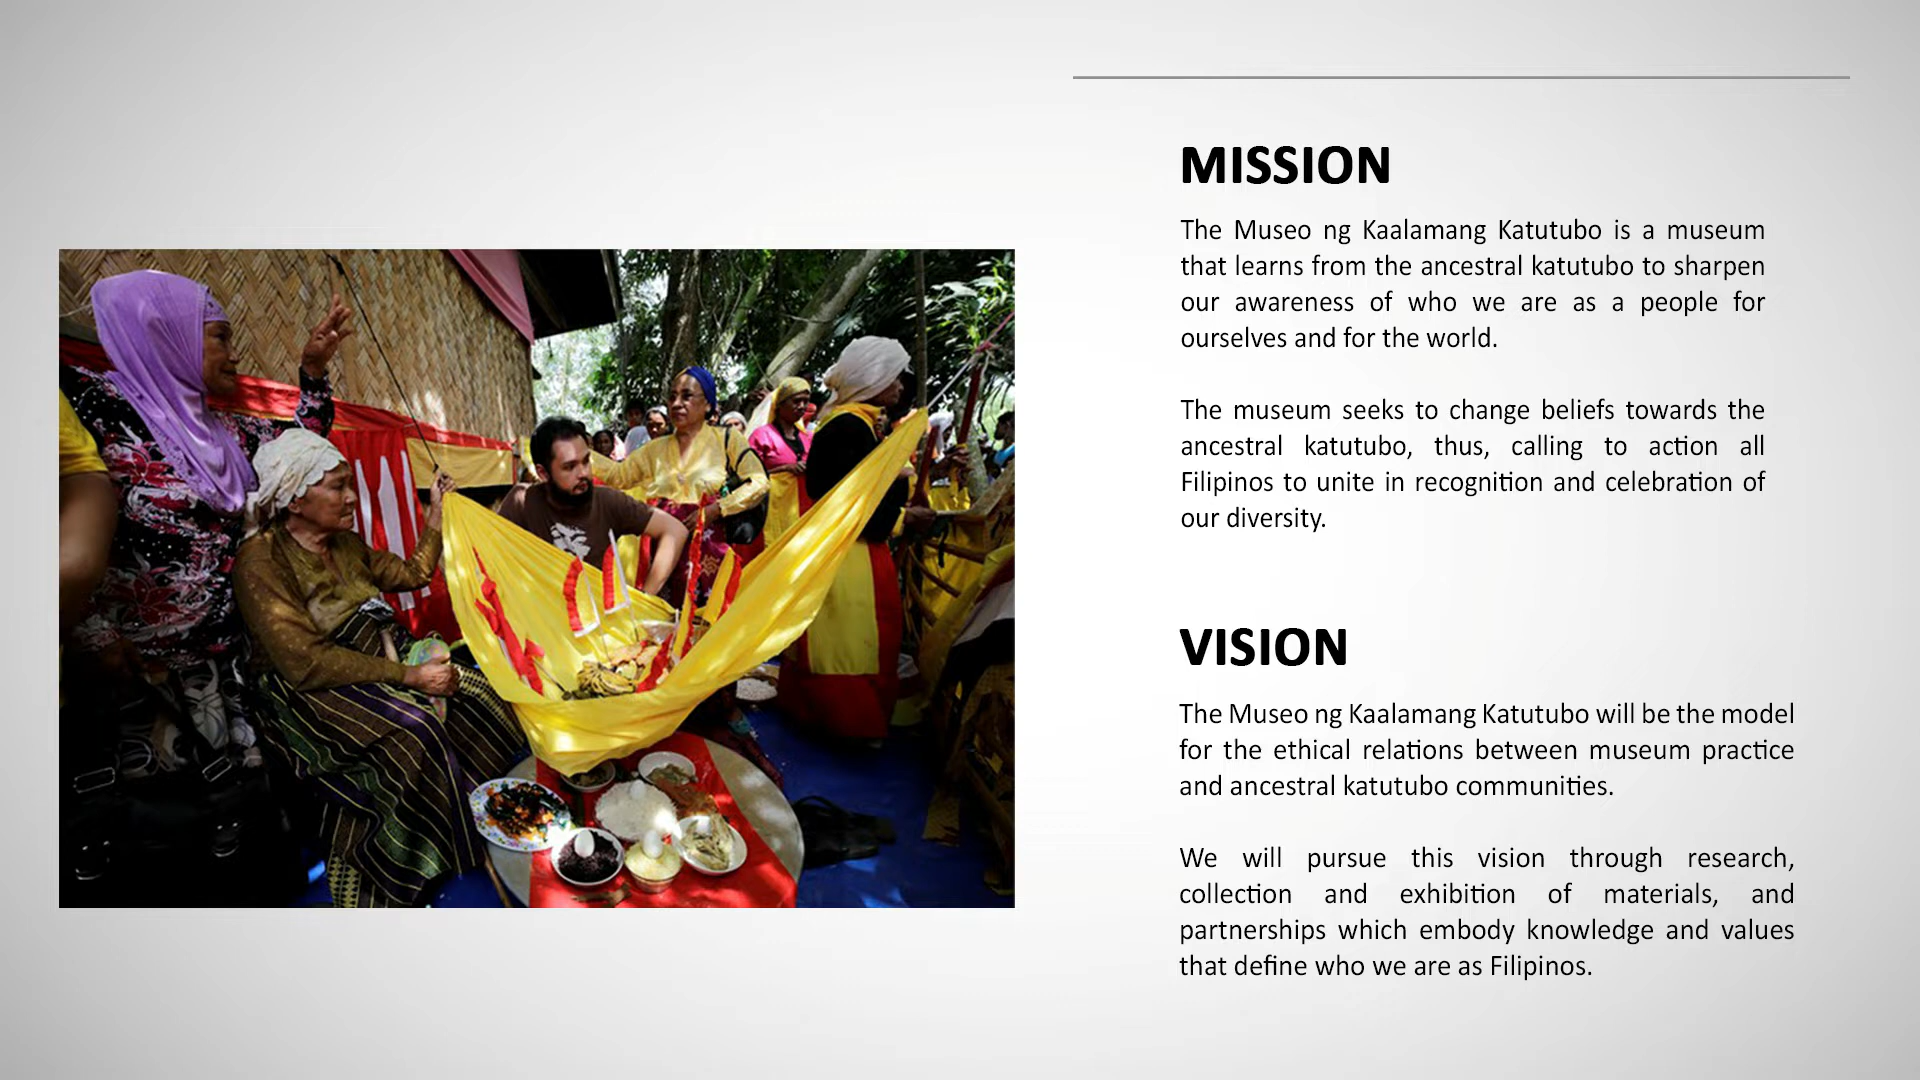 MISSION
The Museo ng Kaalamang Katutubo is a museum
that learns from the ancestral katutubo to sharpen
our awareness of who we are as a people for
ourselves and for the world.
The museum seeks to change beliefs towards the
ancestral katutubo, thus, calling to action all
Filipinos to unite in recognition and celebration of
our diversity.
VISION
The Museo ng Kaalamang Katutubo will be the model
for the ethical relations between museum practice
and ancestral katutubo communities.
We will pursue this vision through research,
collection and exhibition of materials, and
partnerships which embody knowledge and values
that define who we are as Filipinos.